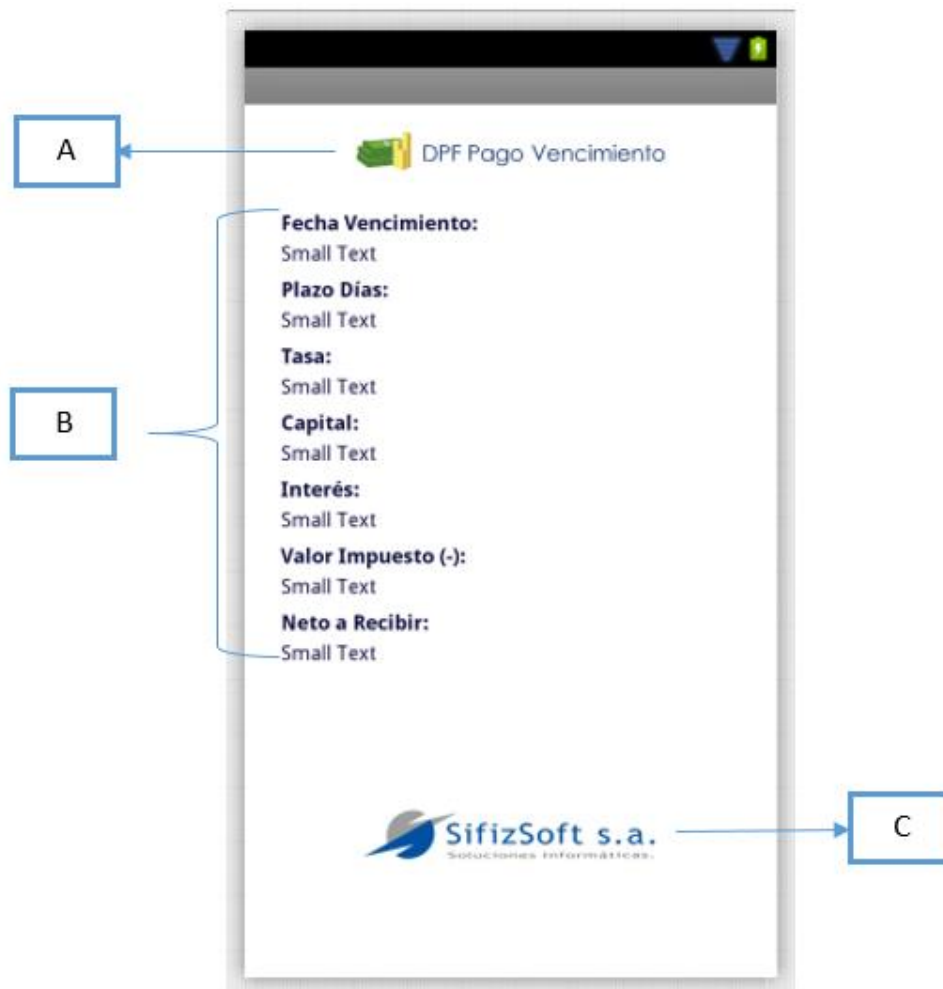 A
DPF Pago Vencimiento
Fecha Vencimiento:
Small Text
Plazo Días:
Small Text
Tasa:
Small Text
B
Capital:
Small Text
Interés:
Small Text
Valor Impuesto (-):
Small Text
Neto a Recibir:
Small Text
SifizSoft s.a.
Soluciones Informáticas.
C